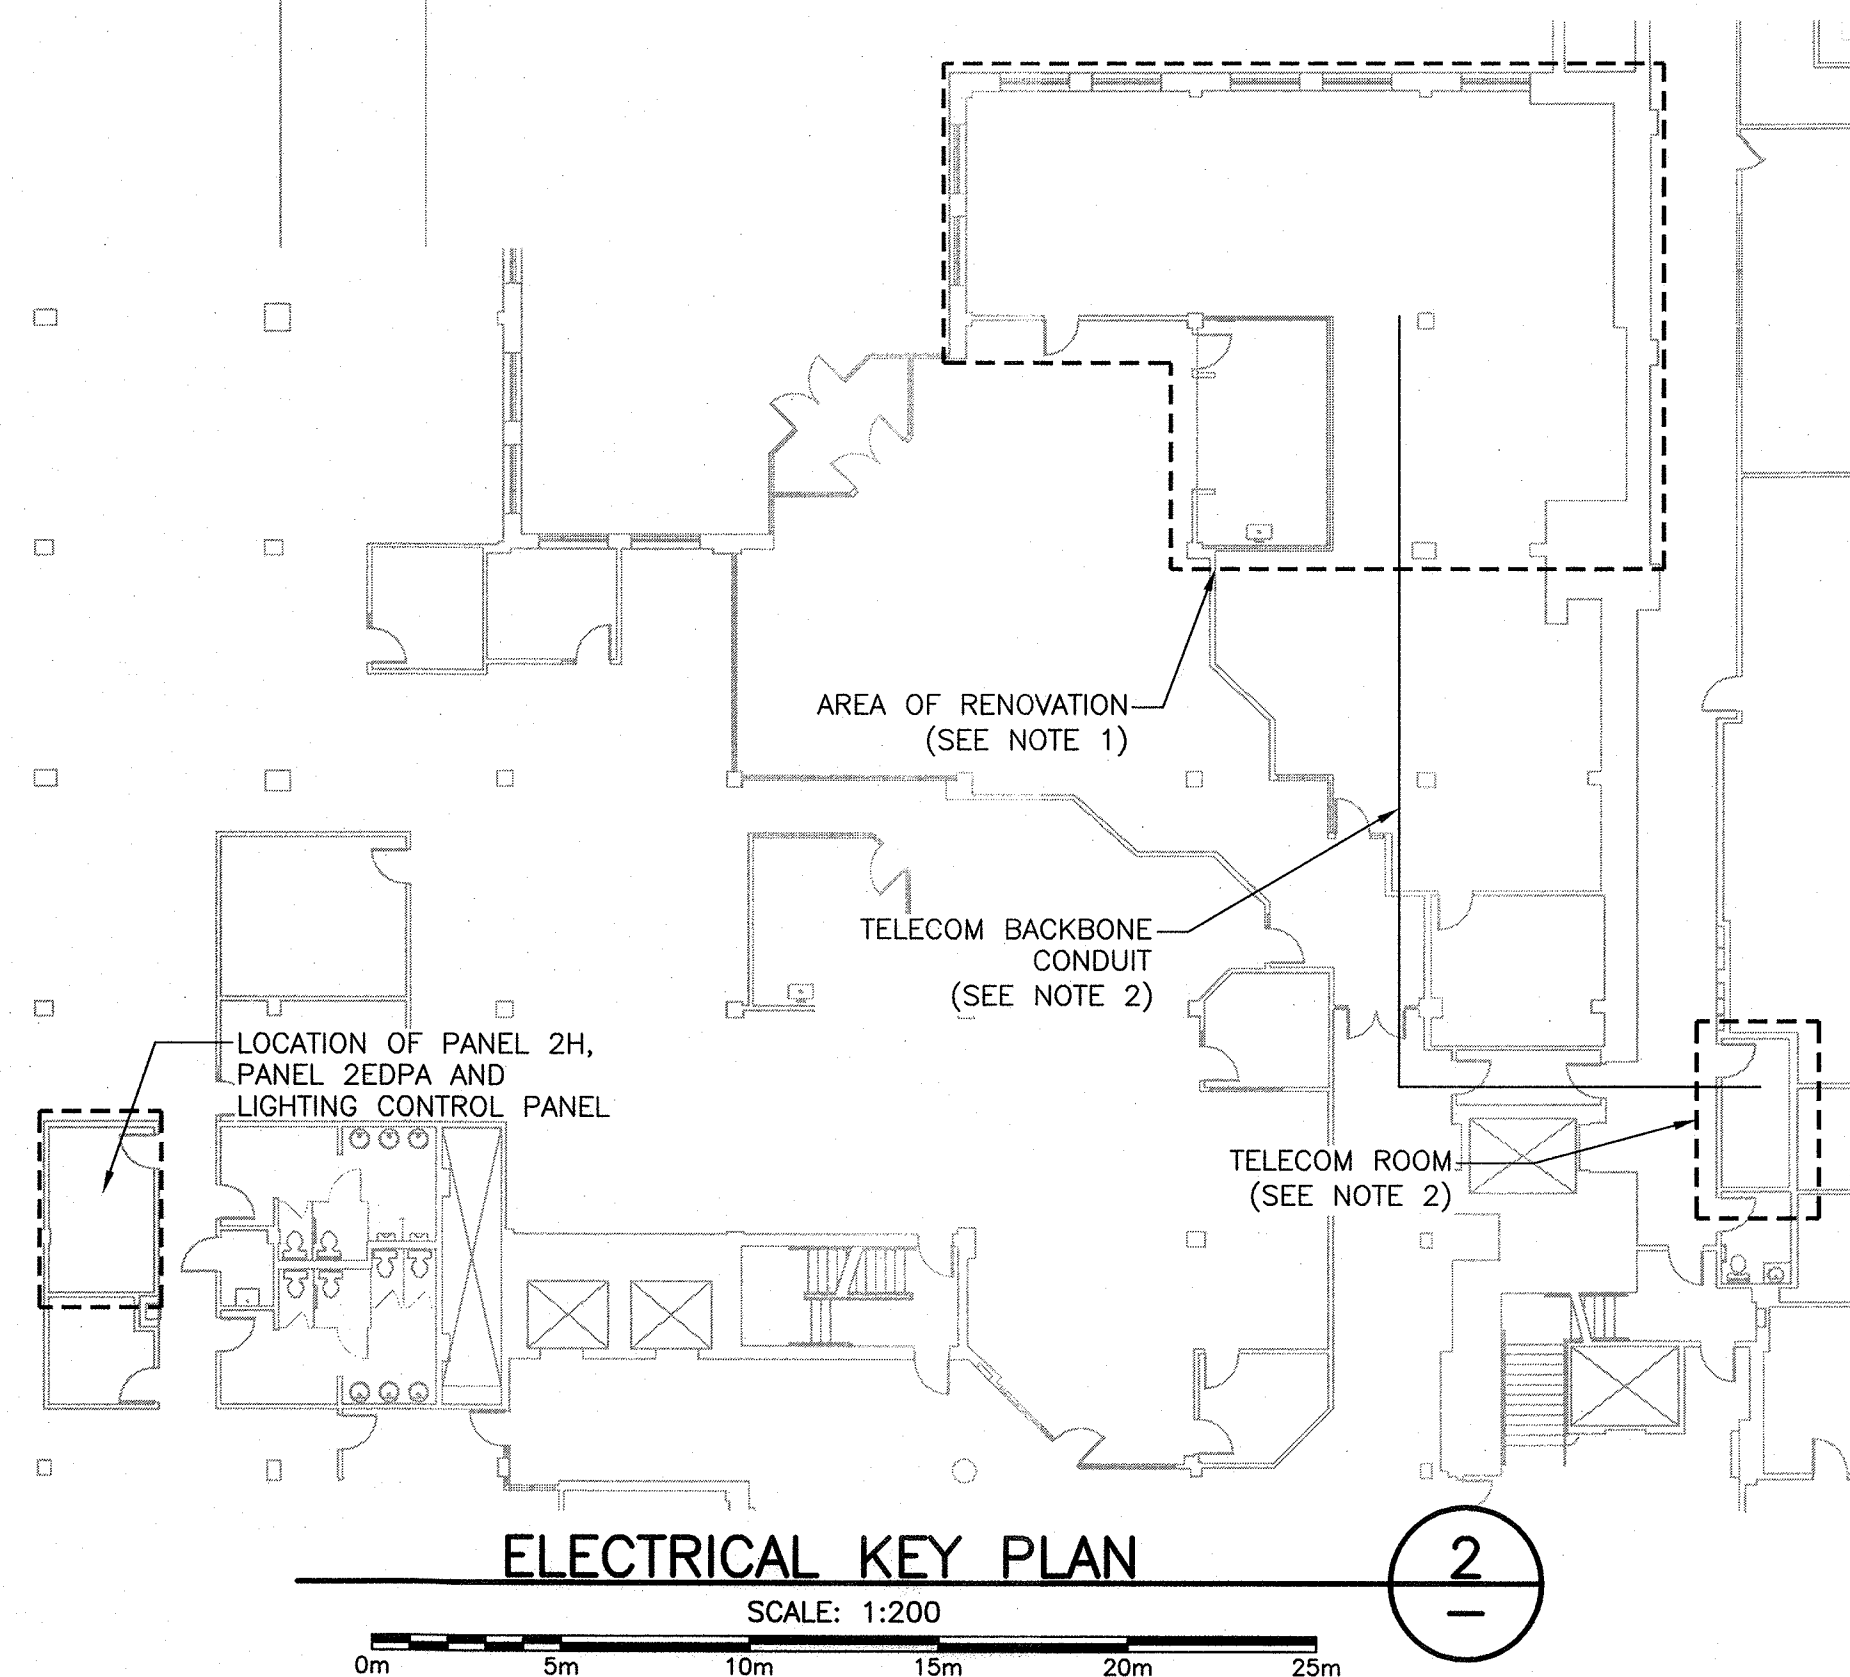 AREA OF RENOVATION
(SEE NOTE 1)
TELECOM BACKBONE
CONDUIT
(SEE NOTE 2)
LOCATION OF PANEL 2H,
PANEL 2EDPA AND
LIGHTING CONTROL PANEL
TELECOM ROOM
(SEE NOTE 2)
ELECTRICAL KEY PLAN
2
–
SCALE: 1:200
0m 5m 10m 15m 20m 25m